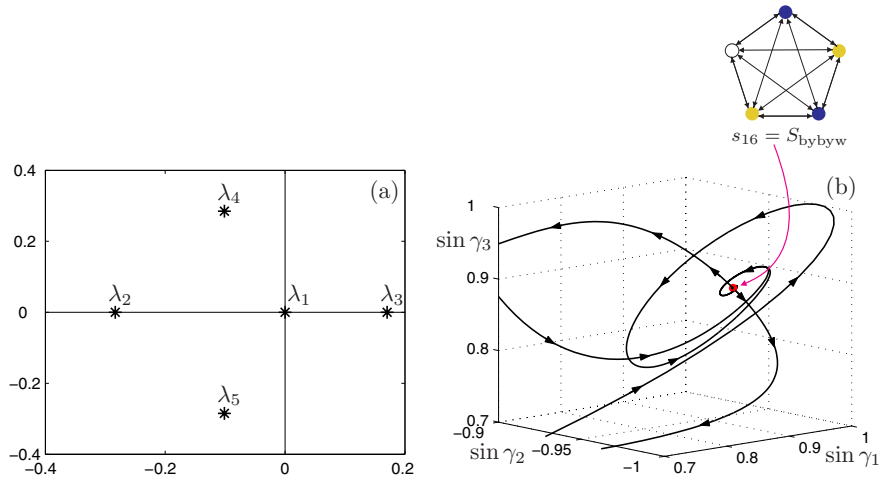 s₁₆ = S_bybyw
(a)
0.4
0.2
0
−0.2
−0.4
−0.4
−0.2
0
0.2
λ₄
λ₂
λ₁
λ₃
λ₅
(b)
1
0.9
0.8
0.7
sin γ₃
−0.9
−0.95
−1
sin γ₂
0.7
0.8
0.9
1
sin γ₁